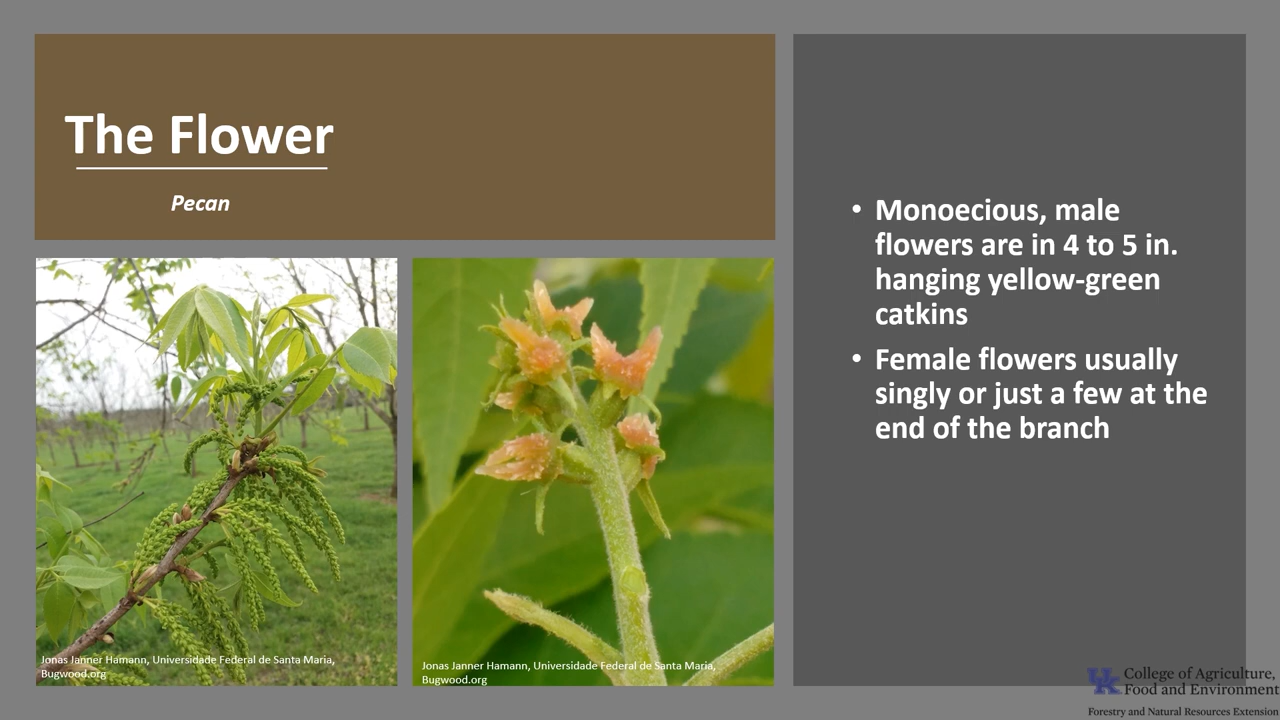 The Flower
Pecan
Jonas Janner Hamann, Universidade Federal de Santa Maria,
Bugwood.org
Jonas Janner Hamann, Universidade Federal de Santa Maria,
Bugwood.org
• Monoecious, male
flowers are in 4 to 5 in.
hanging yellow-green
catkins
• Female flowers usually
singly or just a few at the
end of the branch
UK College of Agriculture,
Food and Environment
Forestry and Natural Resources Extension